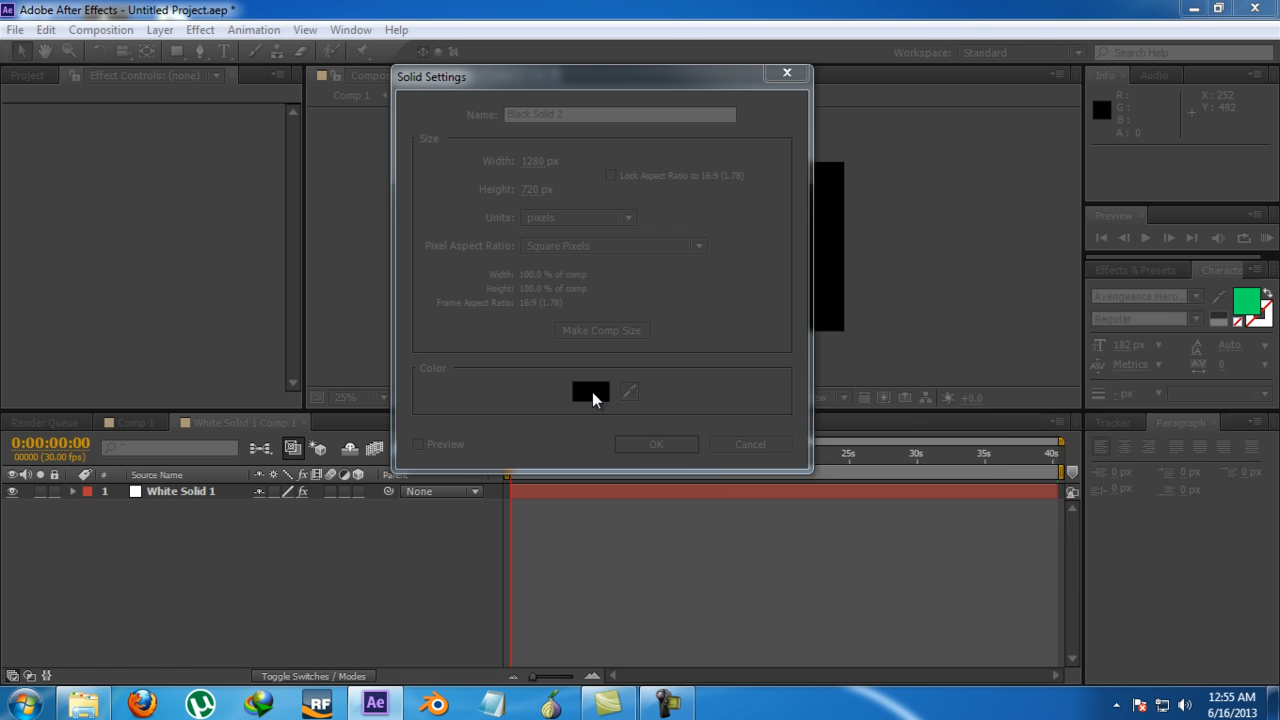 Adobe After Effects - Untitled Project.aep *
File Edit Composition Layer Effect Animation View Window Help
Workspace: Standard Search Help
Project Effect Controls: (none) Compos Info Audio
Comp 1
R :
G :
B :
A : 0
X : 252
Y : 492
Solid Settings
Name: Black Solid 2
Size
Width: 1280 px
Lock Aspect Ratio to 16:9 (1.78)
Height: 720 px
Units: pixels
Pixel Aspect Ratio: Square Pixels
Width: 100.0 % of comp
Height: 100.0 % of comp
Frame Aspect Ratio: 16:9 (1.78)
Make Comp Size
Color
Preview OK Cancel
Preview
Effects & Presets Characte
Avengeance Hero
Regular
182 px Auto
Metrics 0
- px
25% +0.0
Render Queue Comp 1 White Solid 1 Comp 1
Tracker Paragraph
0:00:00:00
00000 (30.00 fps)
25s 30s 35s 40s
Source Name Parent
1 White Solid 1 None
0 px 0 px 0 px
0 px 0 px
Toggle Switches / Modes
RF Ae
12:55 AM
6/16/2013